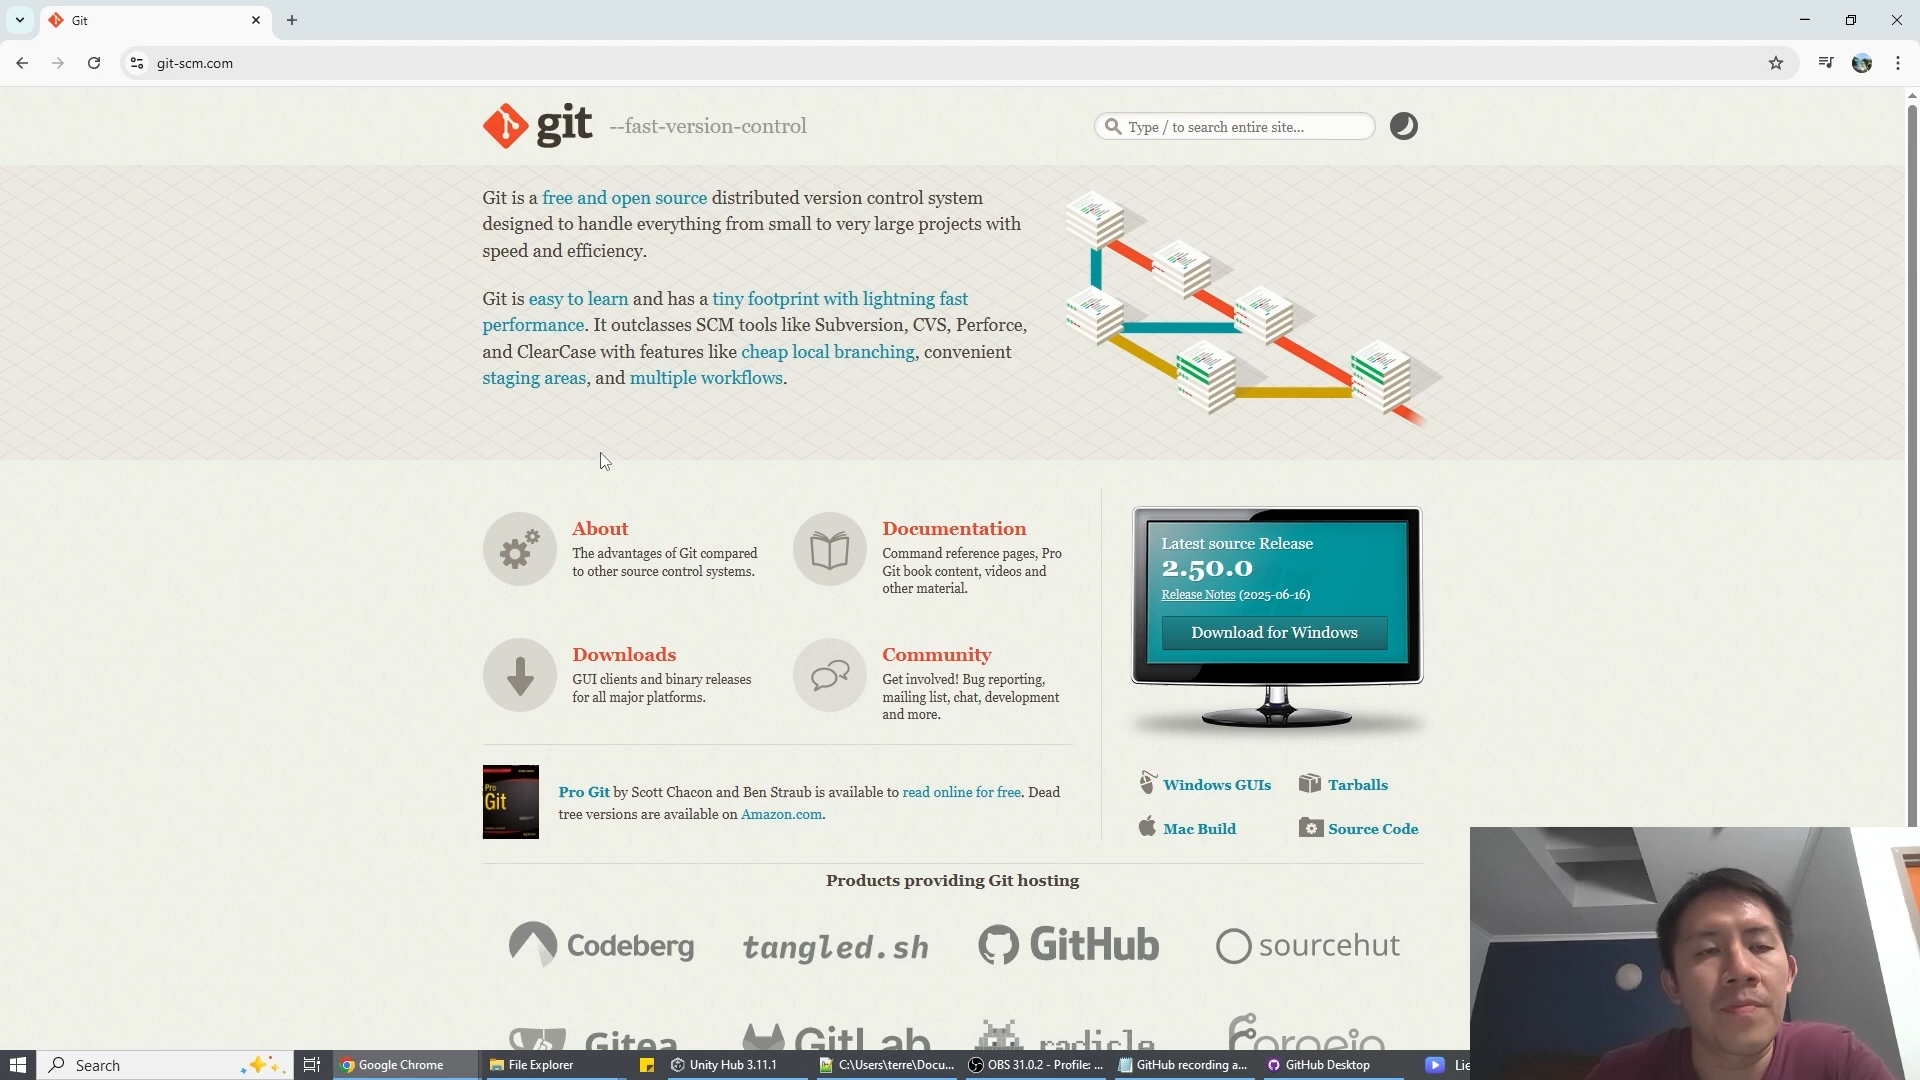 Git
git-scm.com
git --fast-version-control
Type / to search entire site...
Git is a free and open source distributed version control system
designed to handle everything from small to very large projects with
speed and efficiency.
Git is easy to learn and has a tiny footprint with lightning fast
performance. It outclasses SCM tools like Subversion, CVS, Perforce,
and ClearCase with features like cheap local branching, convenient
staging areas, and multiple workflows.
About
The advantages of Git compared
to other source control systems.
Documentation
Command reference pages, Pro
Git book content, videos and
other material.
Downloads
GUI clients and binary releases
for all major platforms.
Community
Get involved! Bug reporting,
mailing list, chat, development
and more.
Latest source Release
2.50.0
Release Notes (2025-06-16)
Download for Windows
Pro
Git
Pro Git by Scott Chacon and Ben Straub is available to read online for free. Dead
tree versions are available on Amazon.com.
Windows GUIs
Tarballs
Mac Build
Source Code
Products providing Git hosting
Codeberg
tangled.sh
GitHub
sourcehut
Gitea
GitLab
radicle
Forgejo
Search
Google Chrome
File Explorer
Unity Hub 3.11.1
C:\Users\terre\Docu...
OBS 31.0.2 - Profile: ...
GitHub recording a...
GitHub Desktop
Lie